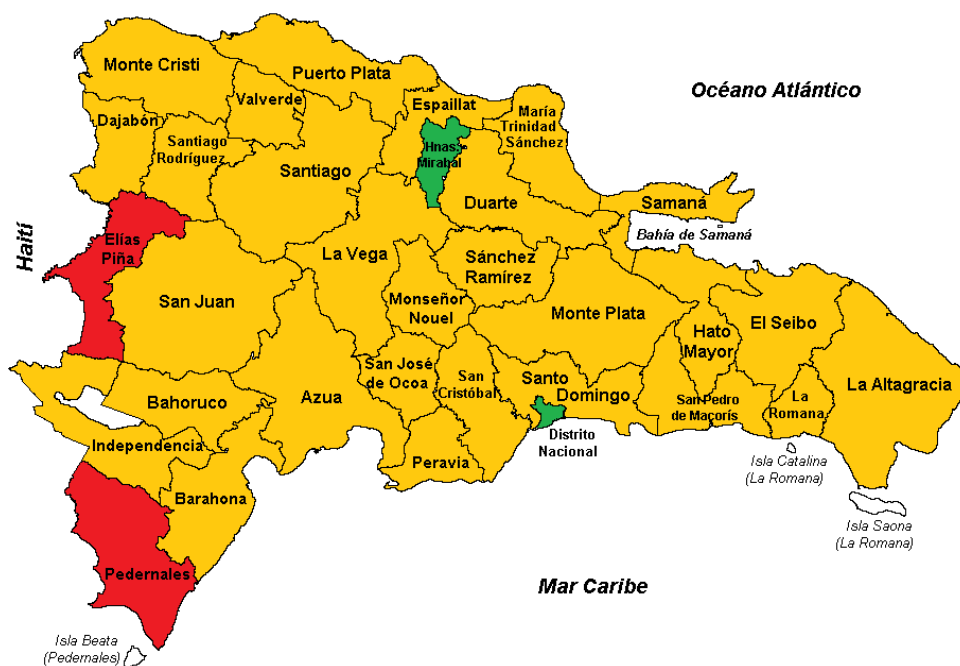 Monte Cristi
Puerto Plata
Océano Atlántico
Valverde
Espaillat
María
Trinidad
Sánchez
Dajabón
Santiago
Rodríguez
Hnas.
Mirabal
Santiago
Duarte
Samaná
Bahía de Samaná
Haití
Elías
Piña
La Vega
Sánchez
Ramírez
San Juan
Monseñor
Nouel
Monte Plata
Hato
Mayor
El Seibo
San José
de Ocoa
San
Cristóbal
Santo
Domingo
La Altagracia
Bahoruco
Azua
San Pedro
de Macorís
La
Romana
Independencia
Distrito
Nacional
Peravia
Isla Catalina
(La Romana)
Barahona
Isla Saona
(La Romana)
Pedernales
Mar Caribe
Isla Beata
(Pedernales)